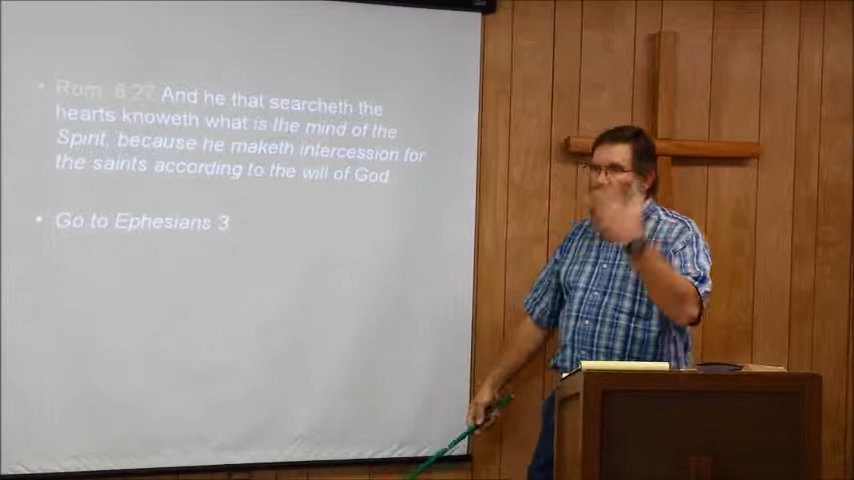 Rom 8:27 And he that searcheth the
hearts knoweth what is the mind of the
Spirit, because he maketh intercession for
the saints according to the will of God.
Go to Ephesians 3